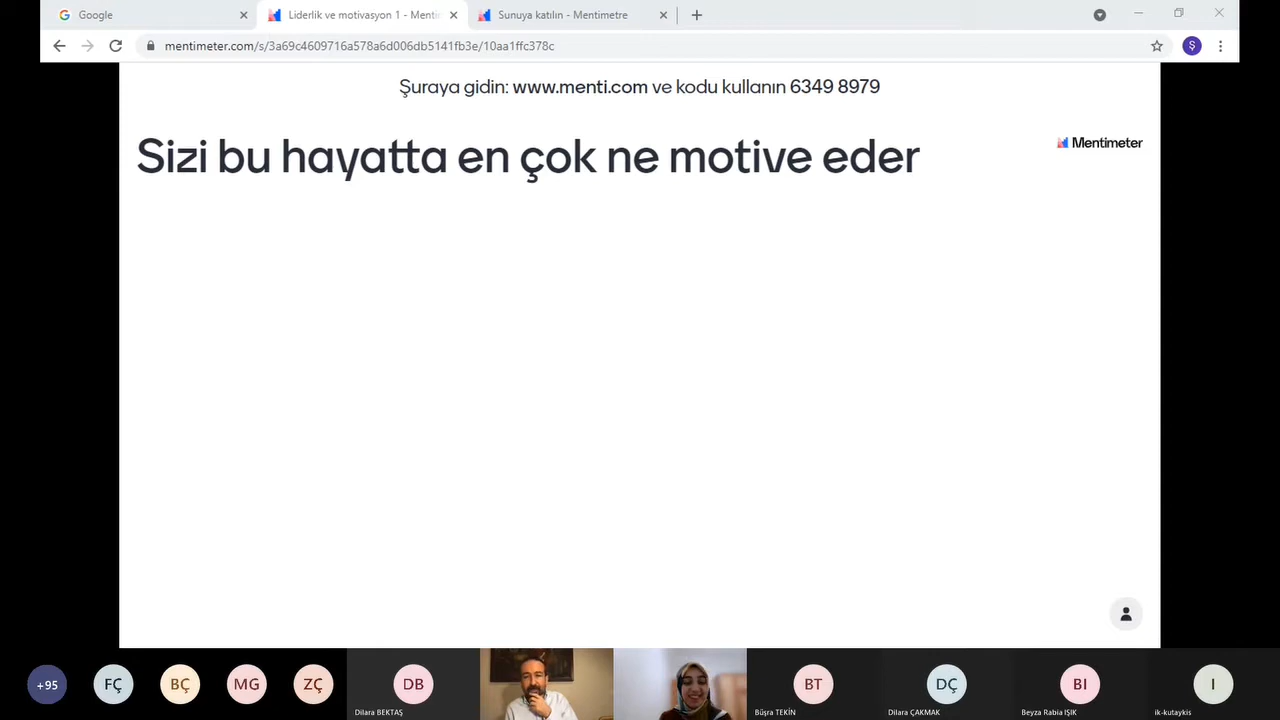 Google
Liderlik ve motivasyon 1 - Menti
Sunuya katılın - Mentimetre
mentimeter.com/s/3a69c4609716a578a6d006db5141fb3e/10aa1ffc378c
Ş
Şuraya gidin: www.menti.com ve kodu kullanın 6349 8979
Sizi bu hayatta en çok ne motive eder
Mentimeter
+95
FÇ
BÇ
MG
ZÇ
DB
BT
DÇ
BI
I
Dilara BEKTAŞ
Büşra TEKİN
Dilara ÇAKMAK
Beyza Rabia IŞIK
ik-kutaykis